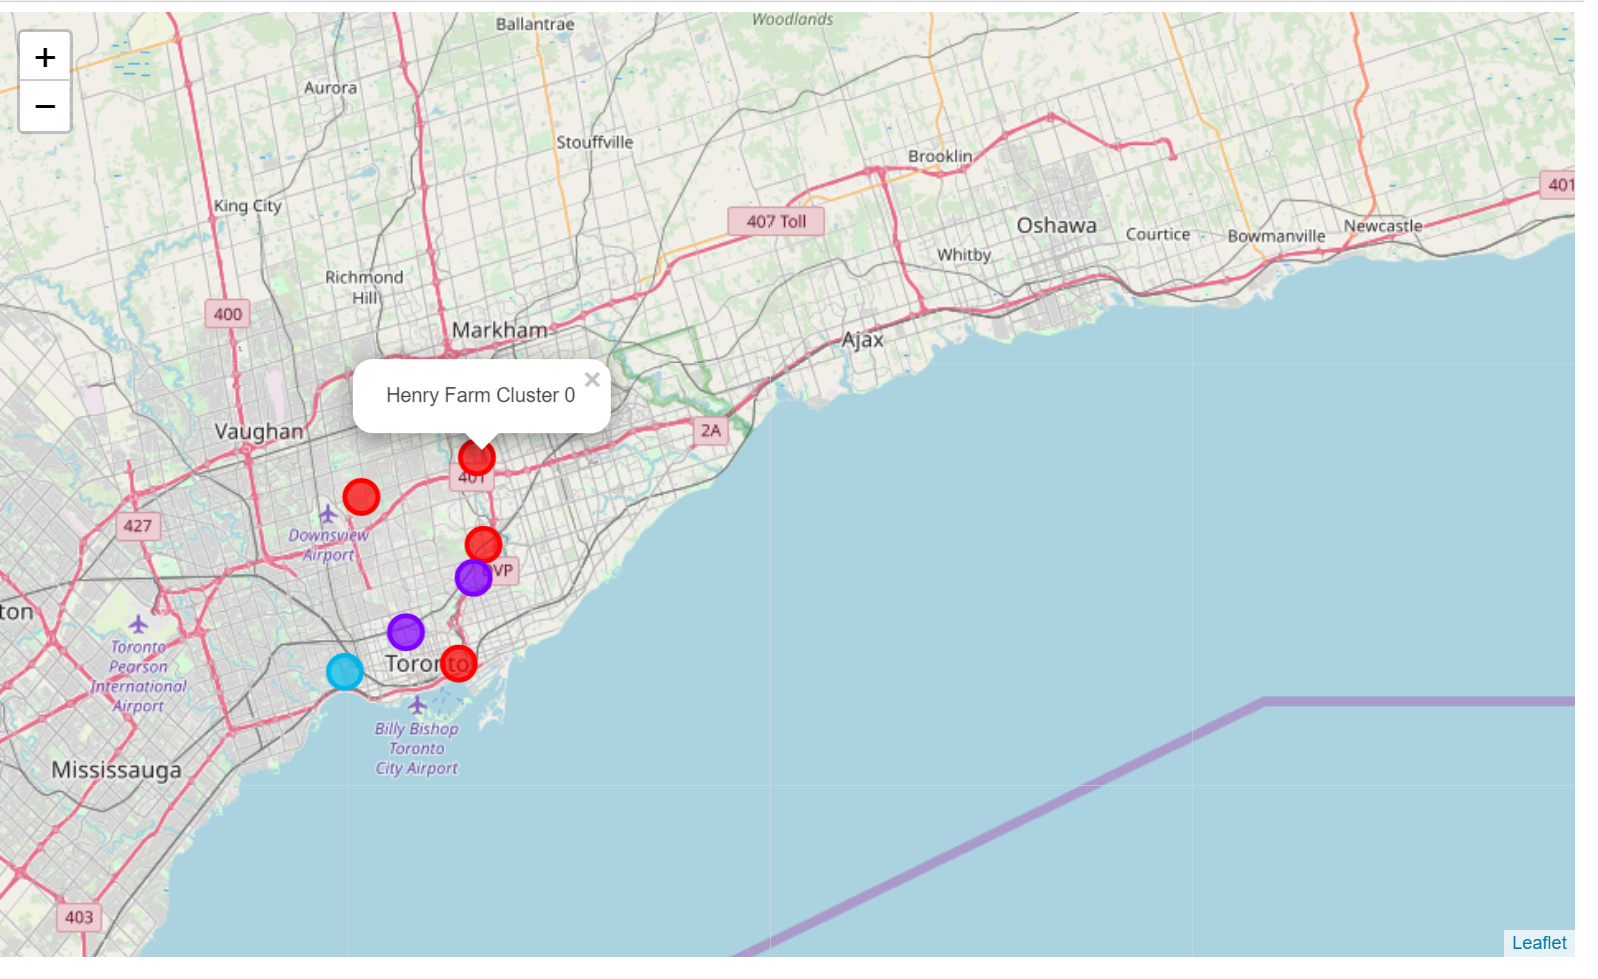 Ballantrae
Woodlands
+
−
Aurora
Stouffville
Brooklin
401
King City
407 Toll
Oshawa
Courtice
Bowmanville
Newcastle
Whitby
Richmond
Hill
400
Markham
Ajax
Henry Farm Cluster 0
×
Vaughan
2A
401
427
Downsview
Airport
DVP
ton
Toronto
Pearson
International
Airport
Toronto
Billy Bishop
Toronto
City Airport
Mississauga
403
Leaflet